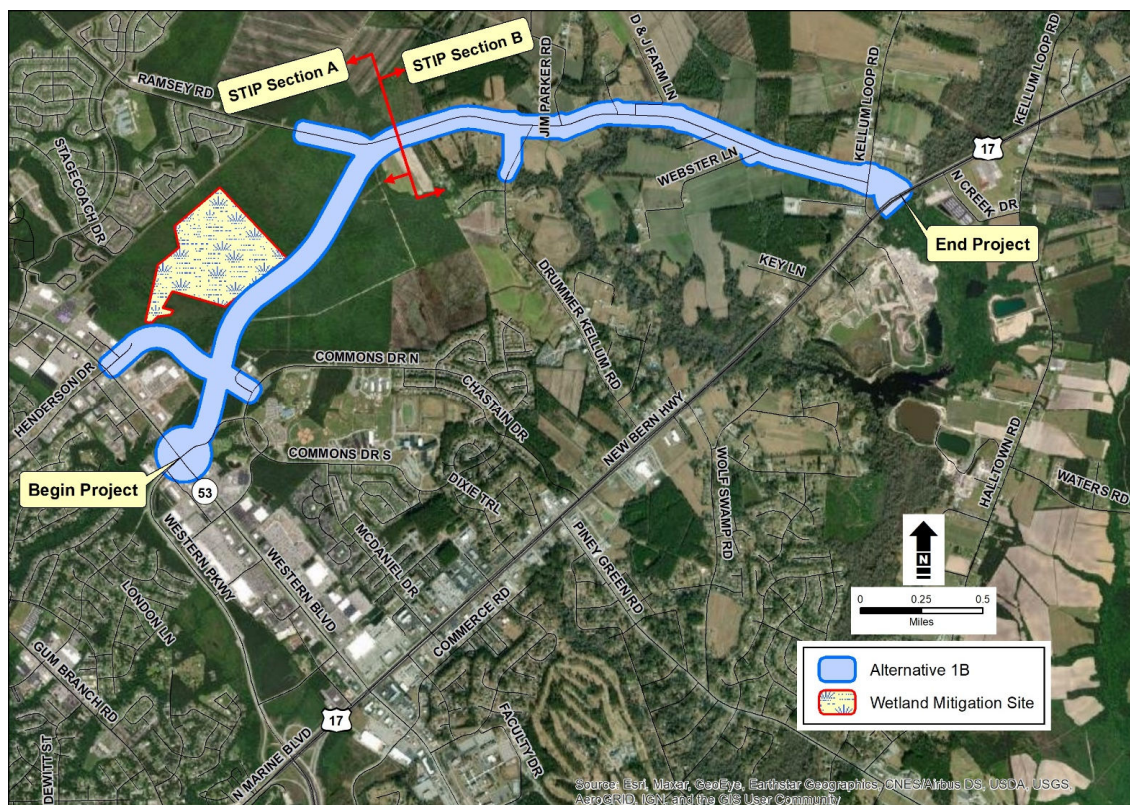 STIP Section A
STIP Section B
RAMSEY RD
STAGECOACH DR
JIM PARKER RD
D & J FARM LN
KELLUM LOOP RD
KELLUM LOOP RD
17
WEBSTER LN
N CREEK DR
End Project
KEY LN
DRUMMER KELLUM RD
HENDERSON DR
COMMONS DR N
CHASTAIN DR
NEW BERN HWY
COMMONS DR S
Begin Project
53
DIXIE TRL
WOLF SWAMP RD
HALLTOWN RD
WATERS RD
WESTERN PKWY
WESTERN BLVD
MCDANIEL DR
PINEY GREEN RD
COMMERCE RD
LONDON LN
GUM BRANCH RD
N
0 0.25 0.5
Miles
Alternative 1B
Wetland Mitigation Site
17
FACULTY DR
N MARINE BLVD
DEWITT ST
Source: Esri, Maxar, GeoEye, Earthstar Geographics, CNES/Airbus DS, USDA, USGS,
AeroGRID, IGN, and the GIS User Community